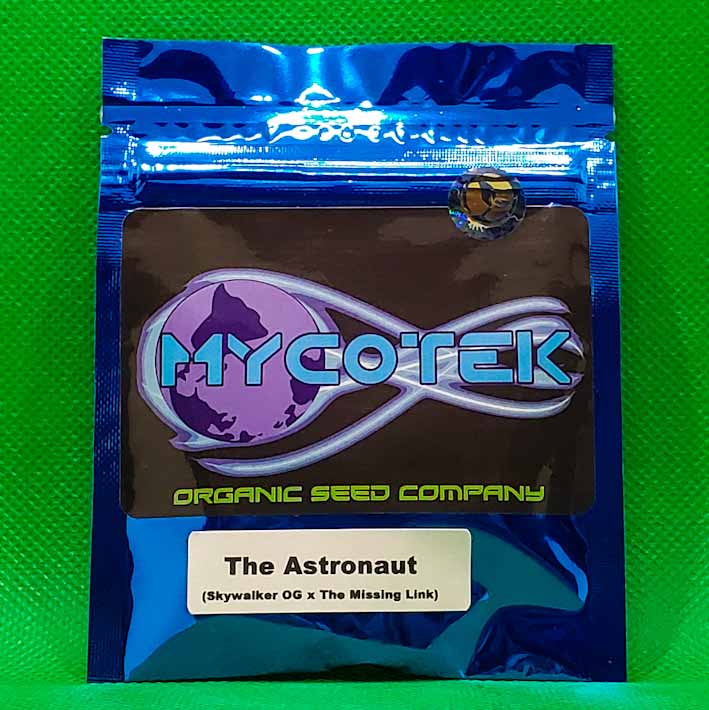 MYCOTEK
ORGANIC SEED COMPANY
The Astronaut
(Skywalker OG x The Missing Link)